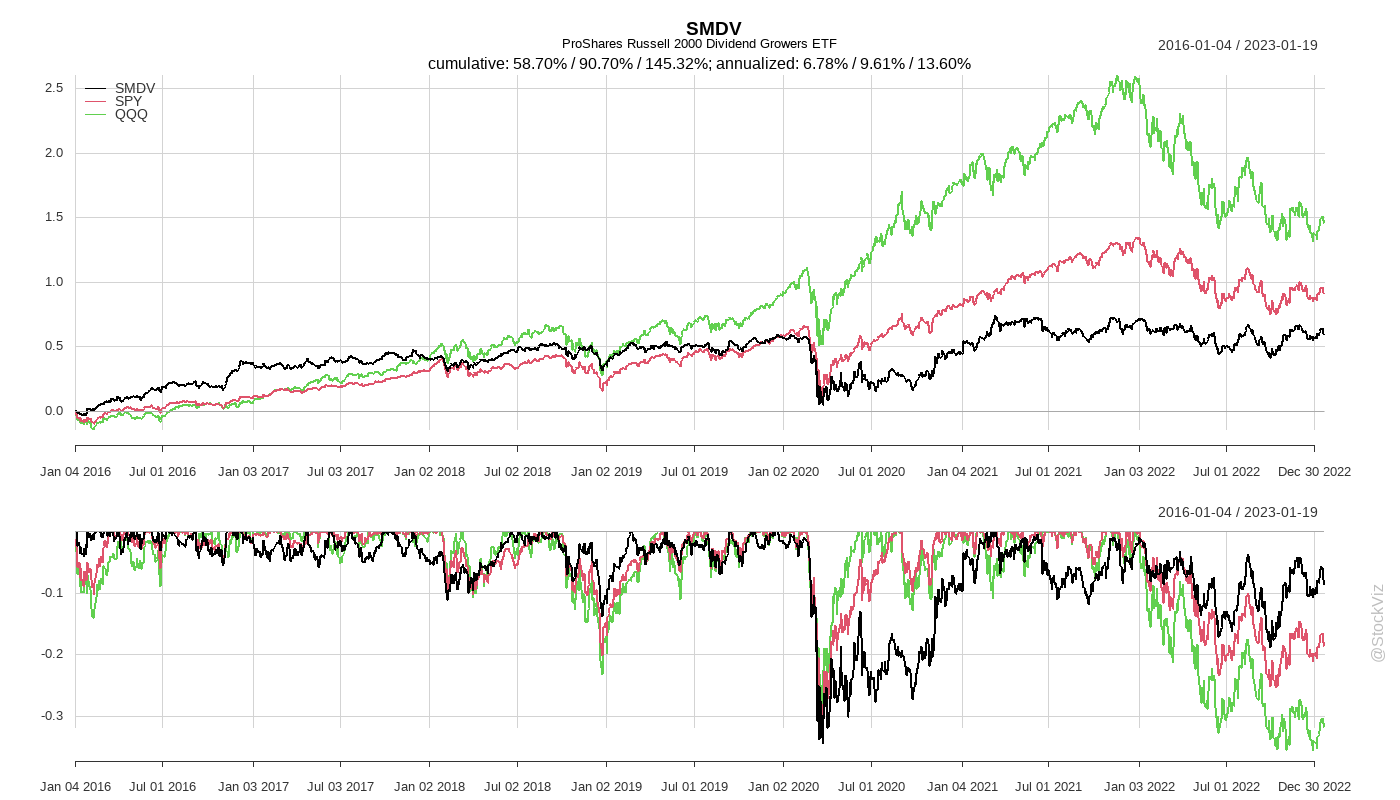 SMDV
ProShares Russell 2000 Dividend Growers ETF
2016-01-04 / 2023-01-19
cumulative: 58.70% / 90.70% / 145.32%; annualized: 6.78% / 9.61% / 13.60%
SMDV
SPY
QQQ
2.5
2.0
1.5
1.0
0.5
0.0
Jan 04 2016 Jul 01 2016 Jan 03 2017 Jul 03 2017 Jan 02 2018 Jul 02 2018 Jan 02 2019 Jul 01 2019 Jan 02 2020 Jul 01 2020 Jan 04 2021 Jul 01 2021 Jan 03 2022 Jul 01 2022 Dec 30 2022
2016-01-04 / 2023-01-19
-0.1
-0.2
-0.3
Jan 04 2016 Jul 01 2016 Jan 03 2017 Jul 03 2017 Jan 02 2018 Jul 02 2018 Jan 02 2019 Jul 01 2019 Jan 02 2020 Jul 01 2020 Jan 04 2021 Jul 01 2021 Jan 03 2022 Jul 01 2022 Dec 30 2022
@StockViz